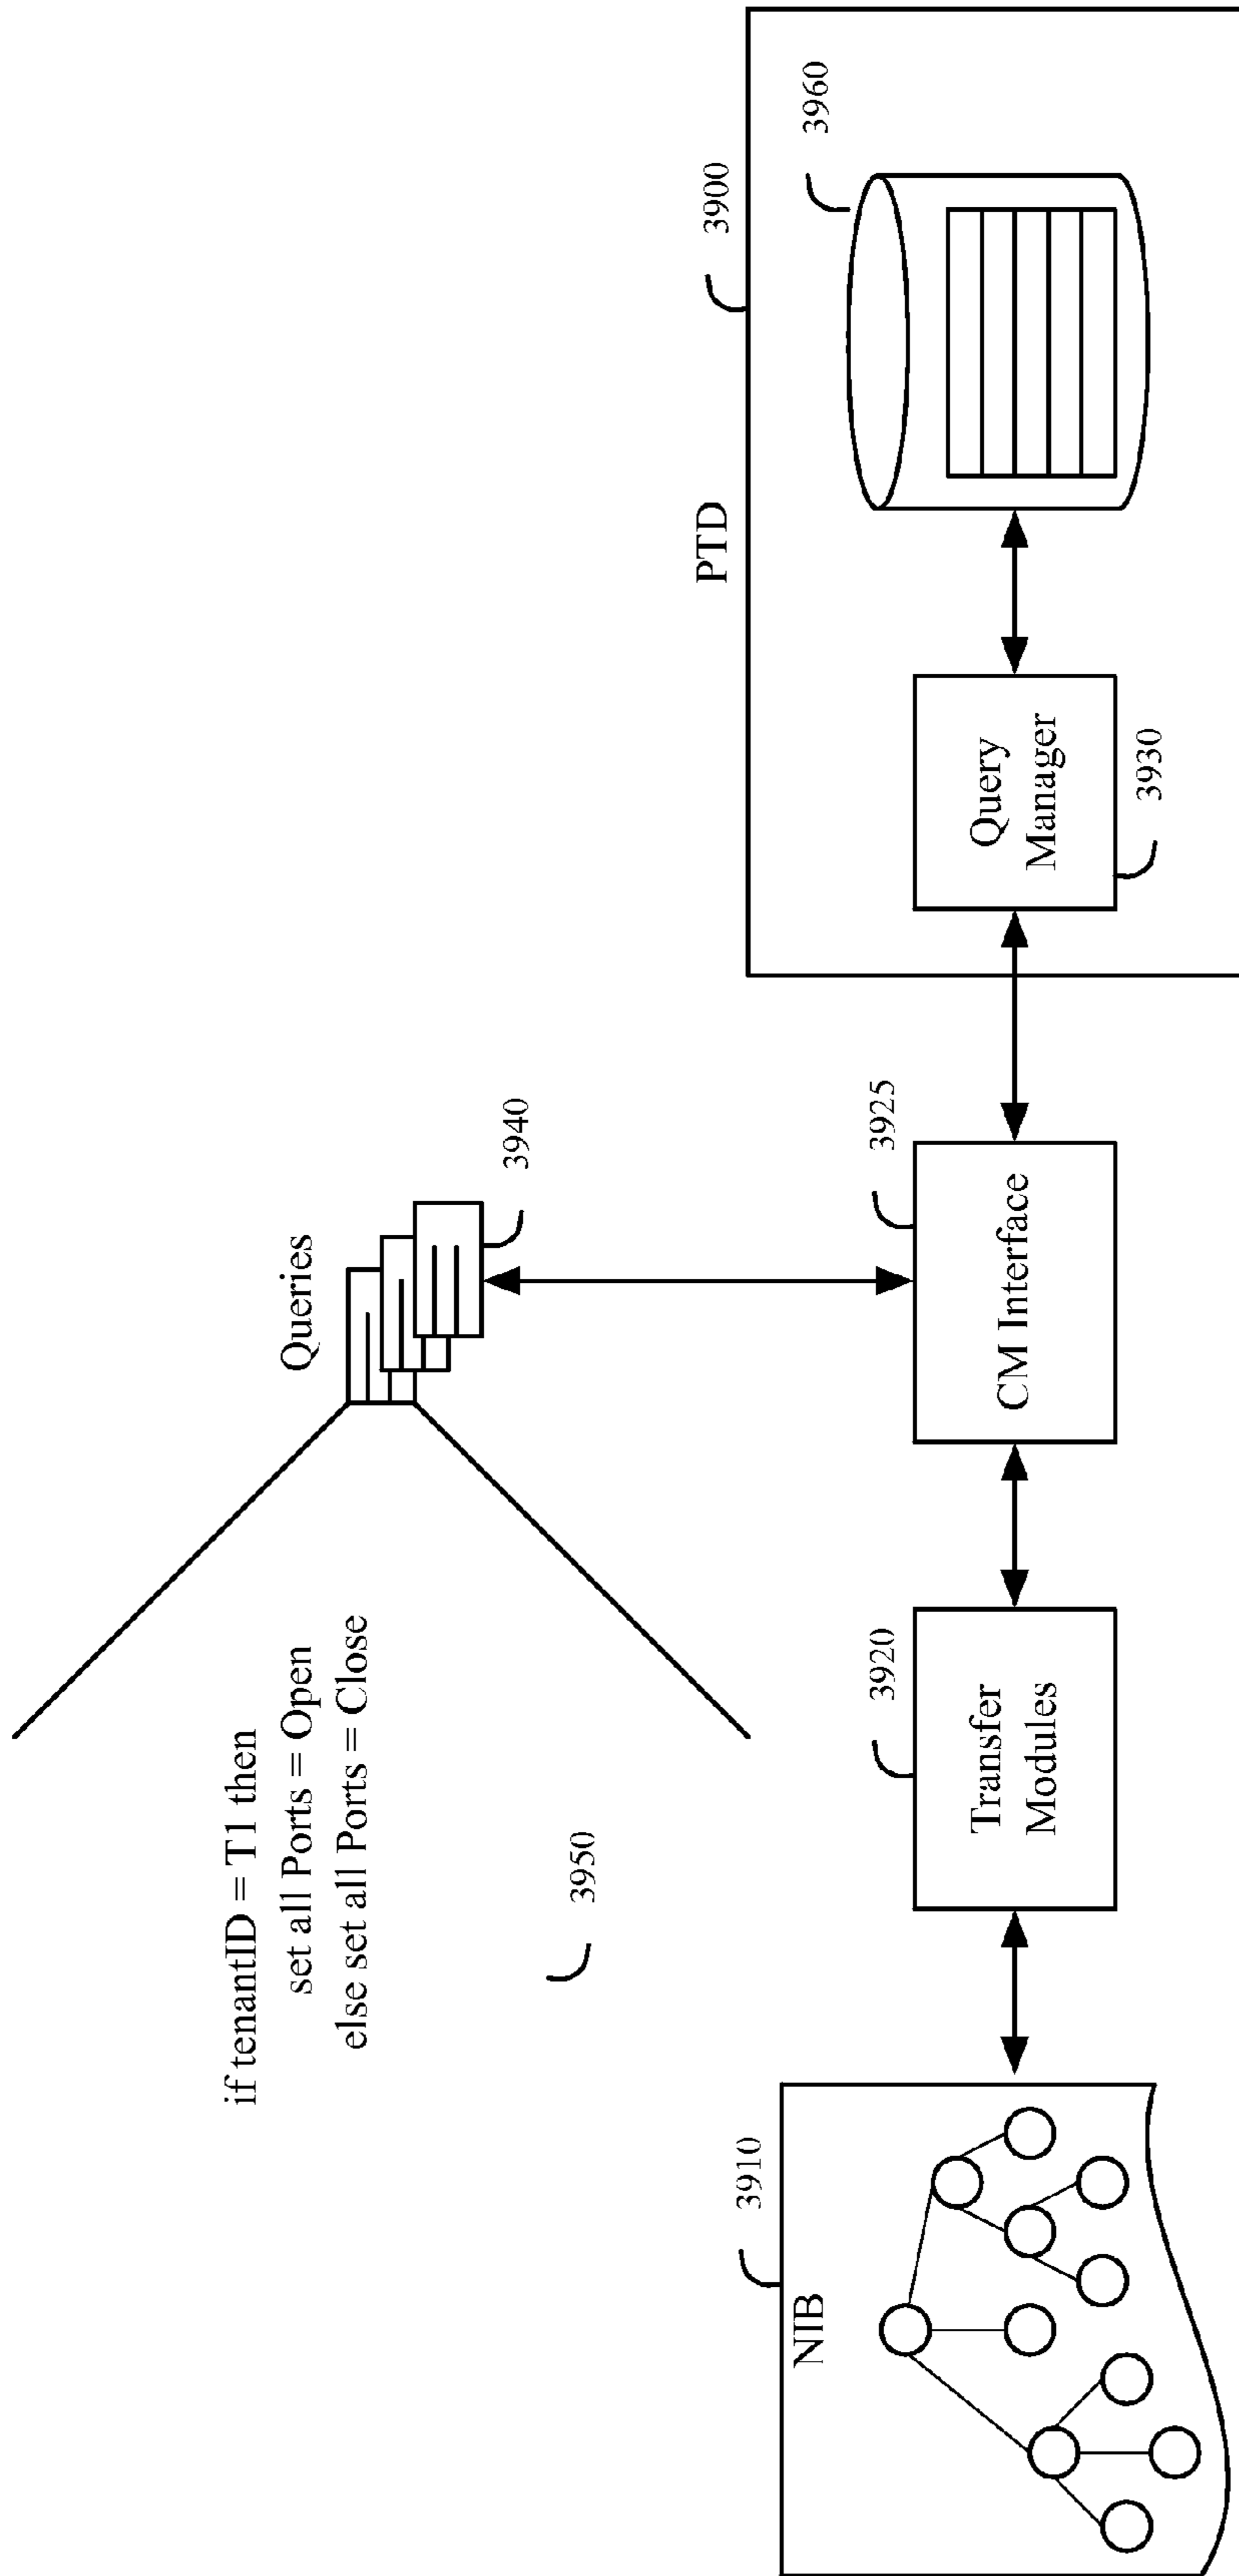 if tenantID = T1 then
set all Ports = Open
else set all Ports = Close
3950
Queries
3940
NIB
3910
Transfer
Modules
3920
CM Interface
3925
PTD
3900
Query
Manager
3930
3960